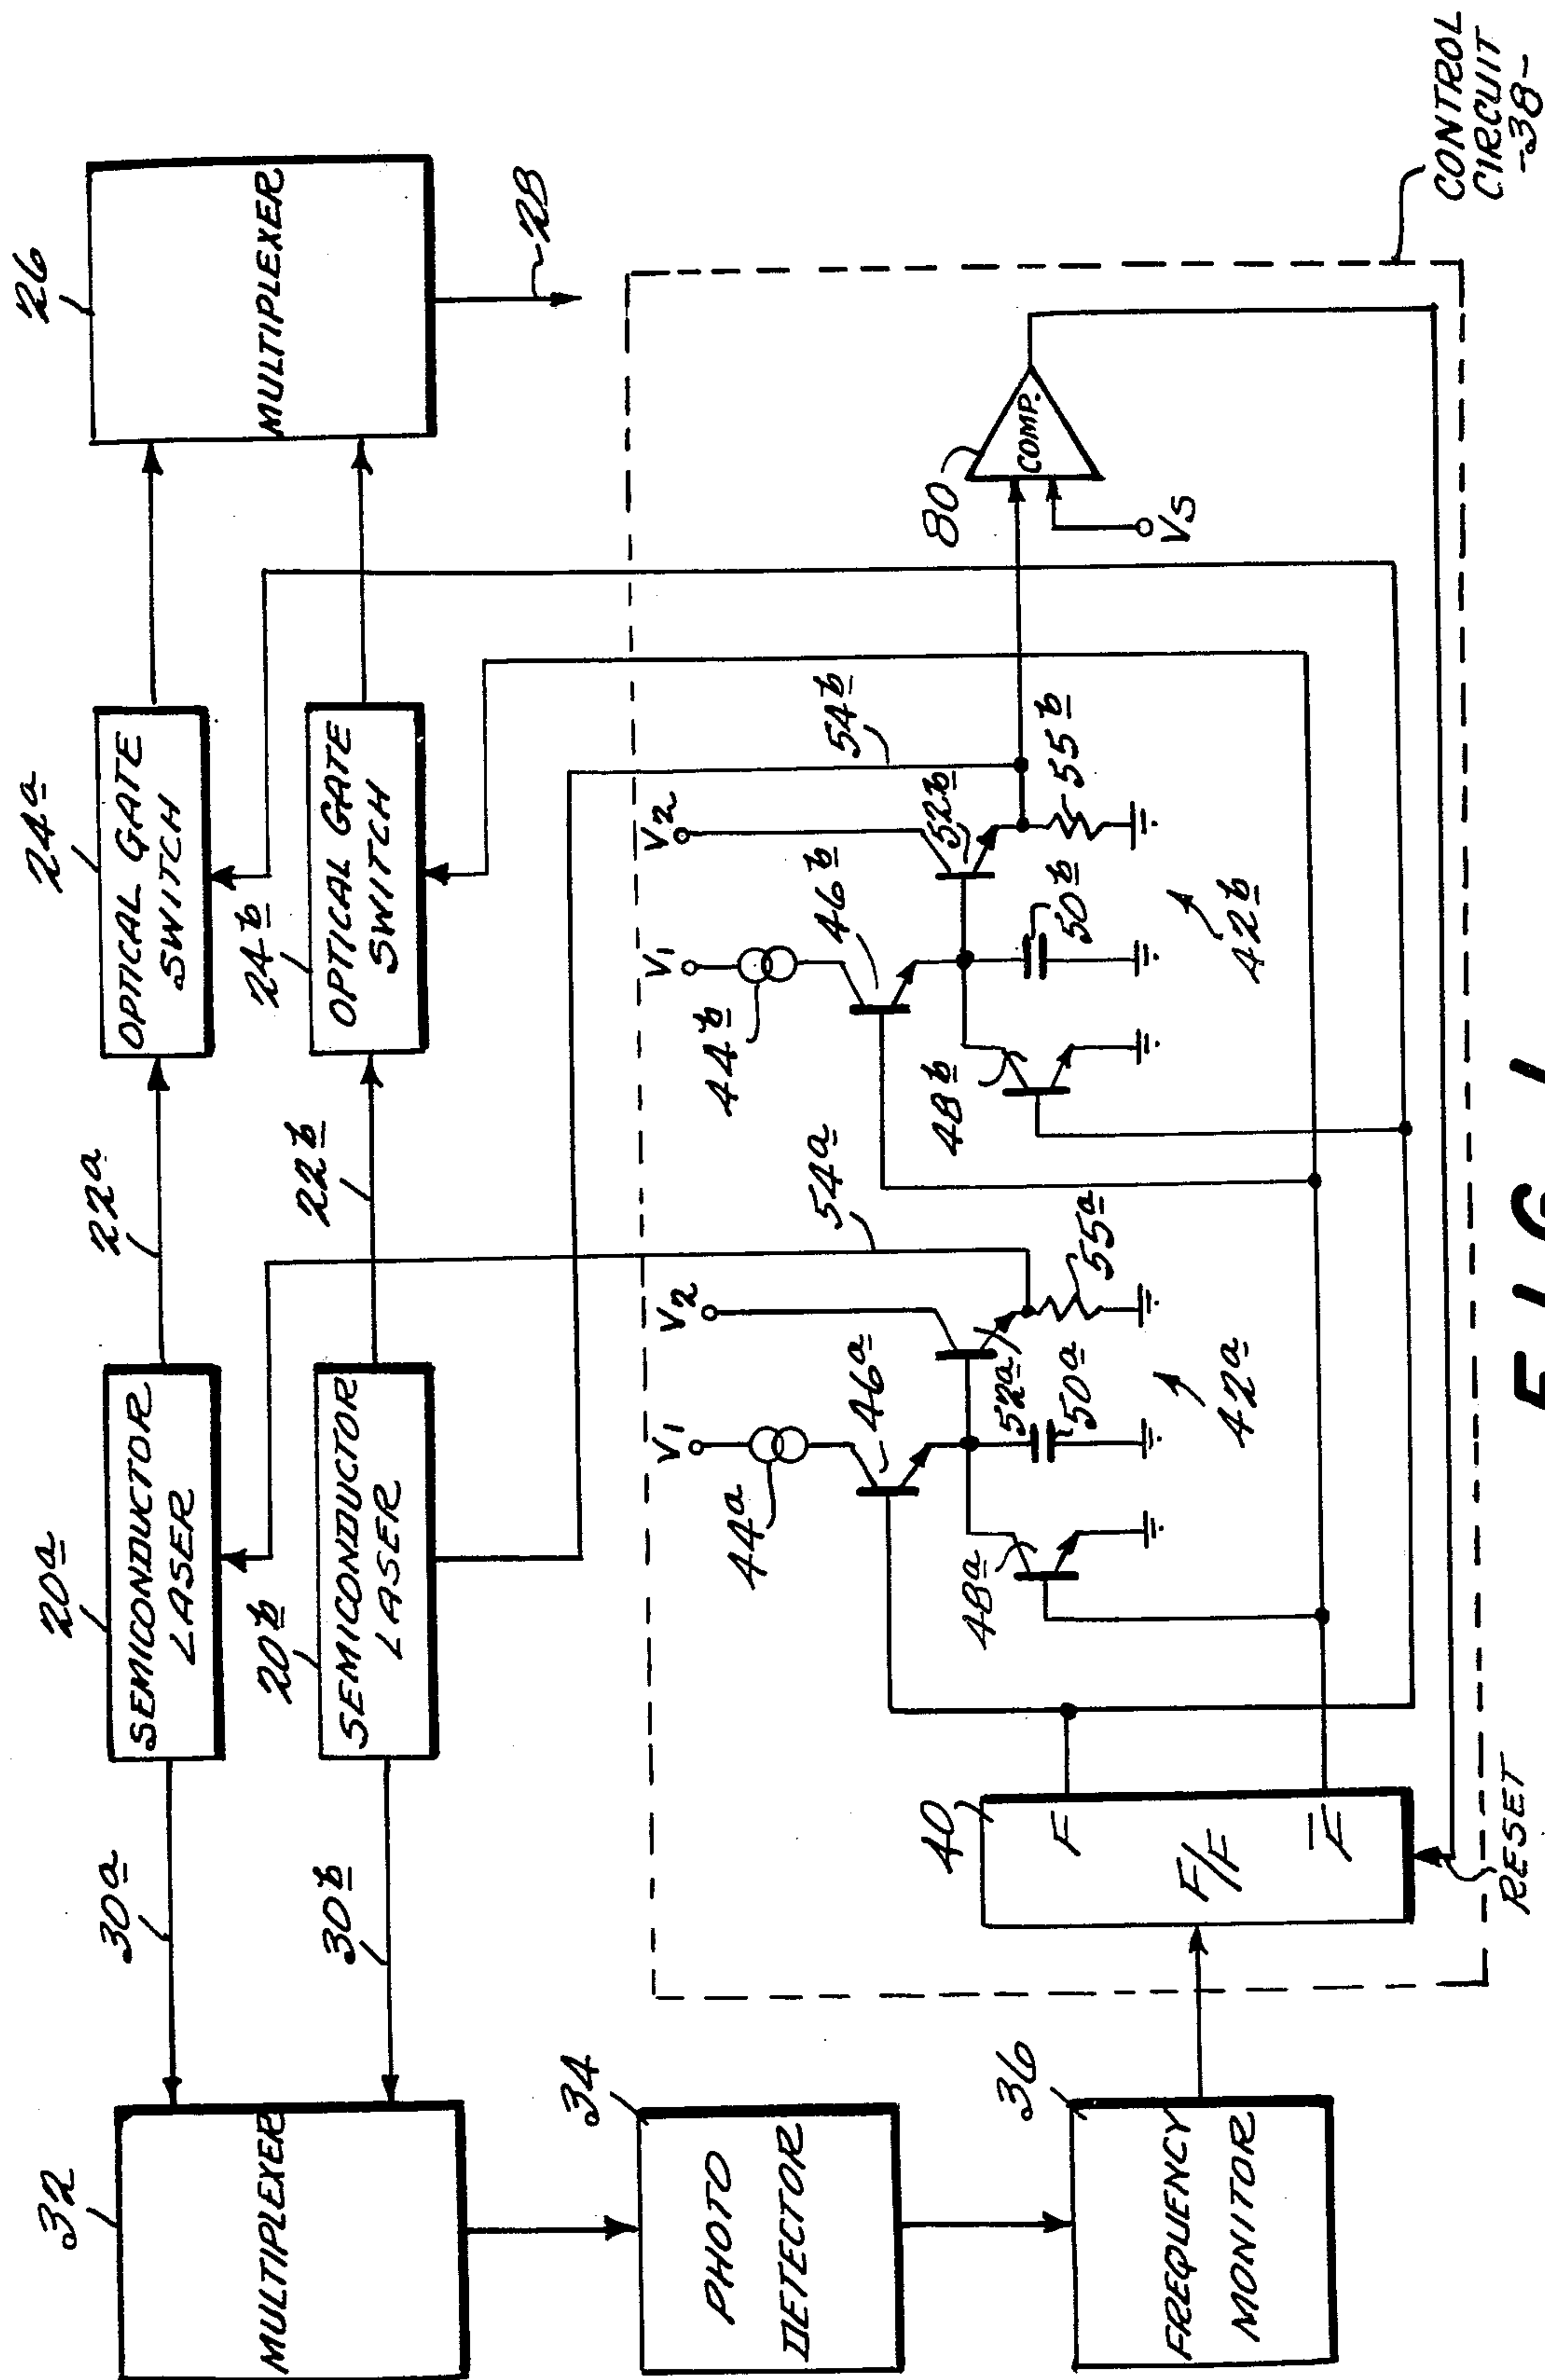 26
MULTIPLEXER
28
24a
OPTICAL GATE
SWITCH
24b
OPTICAL GATE
SWITCH
22a
22b
20a
SEMICONDUCTOR
LASER
20b
SEMICONDUCTOR
LASER
30a
30b
32
MULTIPLEXER
34
PHOTO
DETECTOR
36
FREQUENCY
MONITOR
CONTROL
CIRCUIT
-38-
40
F
F/F
F̅
RESET
V1
44a
46a
48a
V2
52a
50a
54a
55a
42a
V1
44b
46b
48b
V2
52b
50b
54b
55b
42b
80
COMP.
VS
FIG. 1